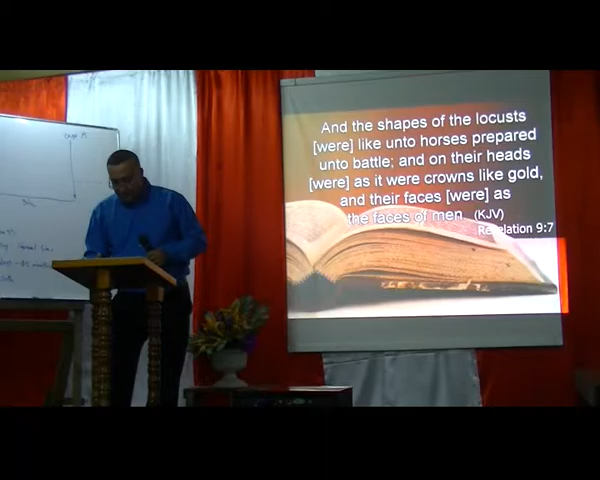 And the shapes of the locusts
[were] like unto horses prepared
unto battle; and on their heads
[were] as it were crowns like gold,
and their faces [were] as
the faces of men. (KJV)
Revelation 9:7